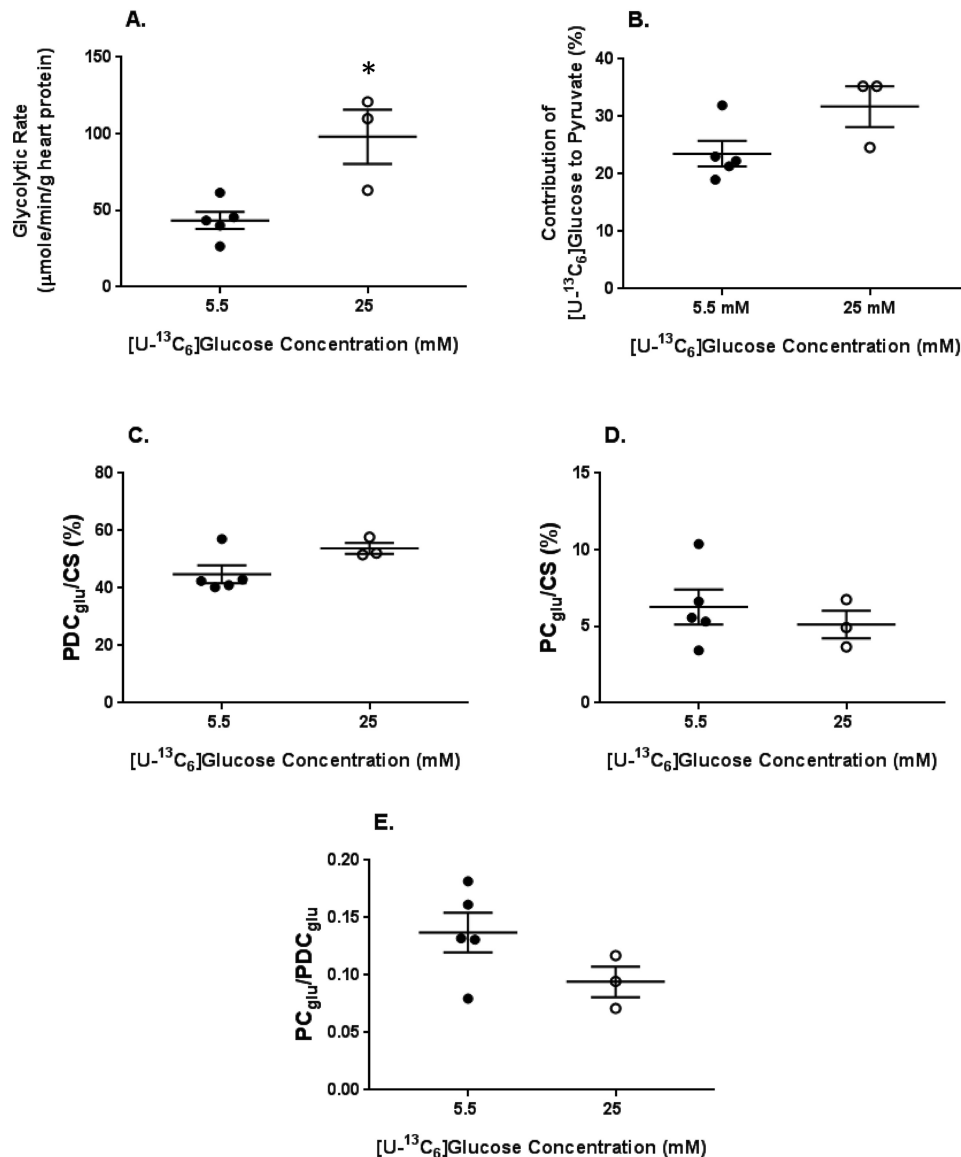 A.
Glycolytic Rate
(μmole/min/g heart protein)
150
100
50
0
*
5.5
25
[U-¹³C₆]Glucose Concentration (mM)
B.
Contribution of
[U-¹³C₆]Glucose to Pyruvate (%)
40
30
20
10
0
5.5 mM
25 mM
[U-¹³C₆]Glucose Concentration (mM)
C.
PDC_glu/CS (%)
80
60
40
20
0
5.5
25
[U-¹³C₆]Glucose Concentration (mM)
D.
PC_glu/CS (%)
15
10
5
0
5.5
25
[U-¹³C₆]Glucose Concentration (mM)
E.
PC_glu/PDC_glu
0.20
0.15
0.10
0.05
0.00
5.5
25
[U-¹³C₆]Glucose Concentration (mM)